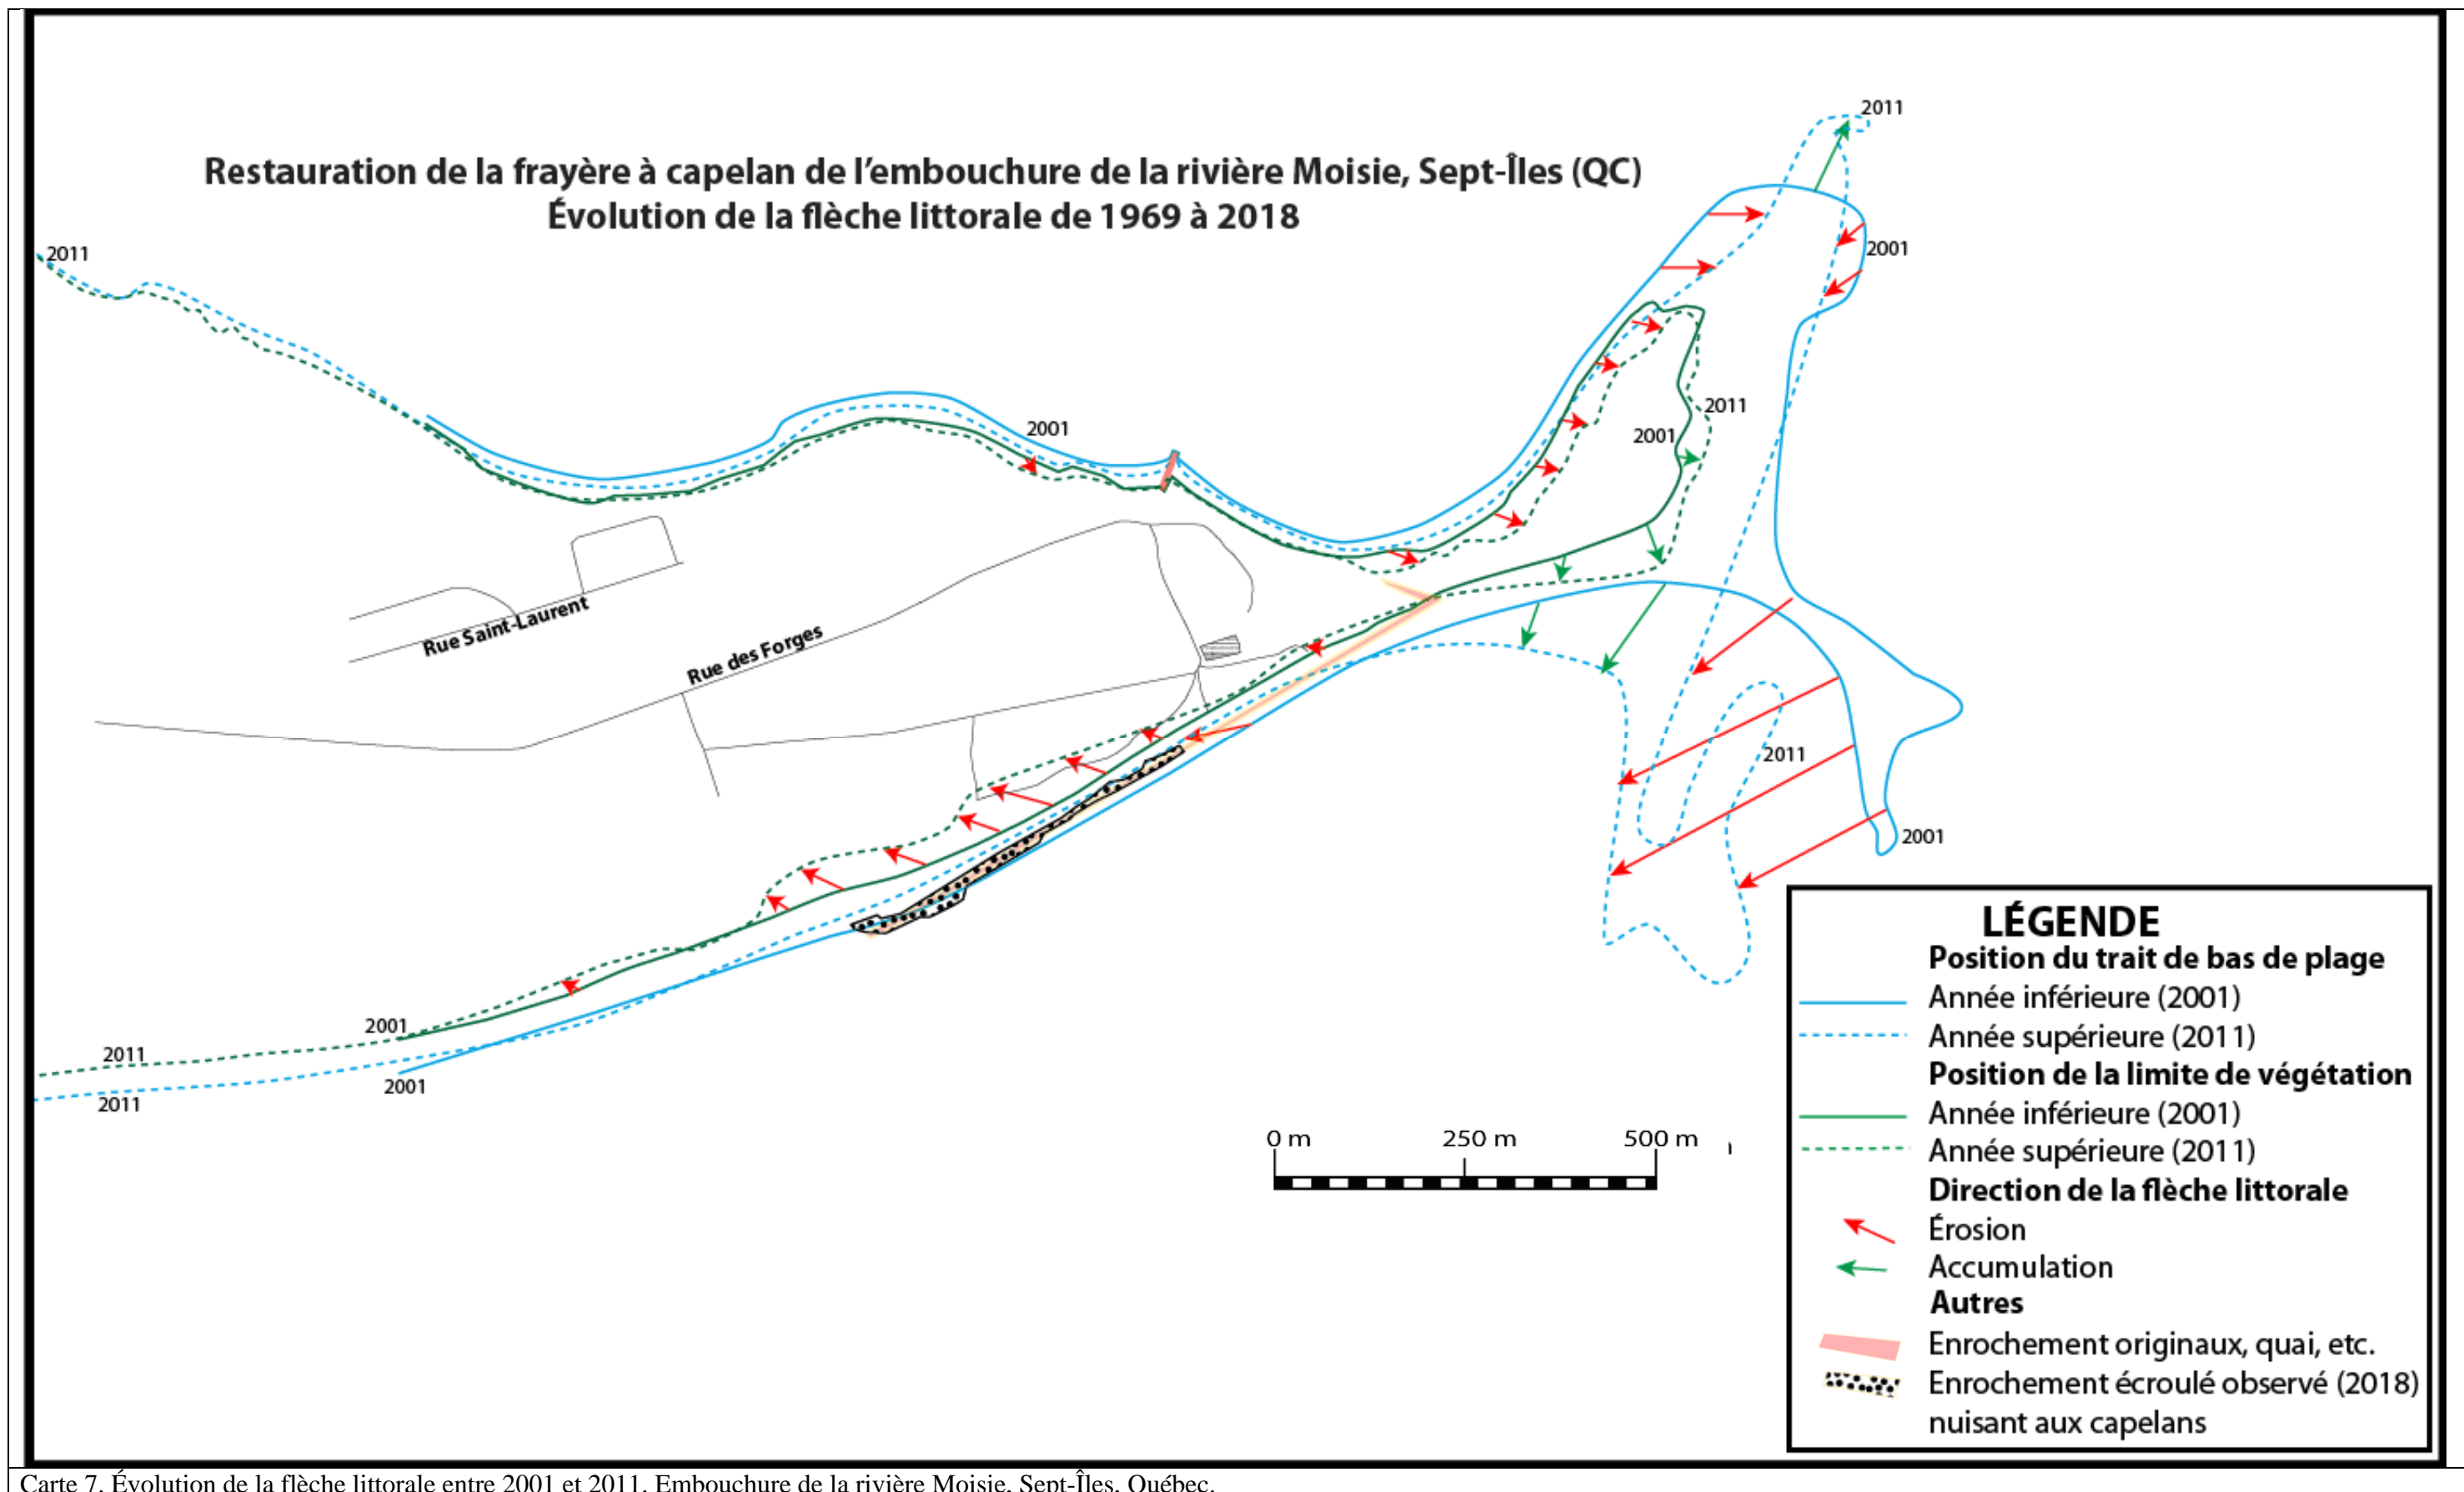 Restauration de la frayère à capelan de l'embouchure de la rivière Moisie, Sept-Îles (QC)
Évolution de la flèche littorale de 1969 à 2018
2011
2011
2001
2001
2011
2001
Rue Saint-Laurent
Rue des Forges
2011
2001
2001
2011
2001
2011
LÉGENDE
Position du trait de bas de plage
Année inférieure (2001)
Année supérieure (2011)
Position de la limite de végétation
Année inférieure (2001)
Année supérieure (2011)
Direction de la flèche littorale
Érosion
Accumulation
Autres
Enrochement originaux, quai, etc.
Enrochement écroulé observé (2018)
nuisant aux capelans
0 m 250 m 500 m
Carte 7. Évolution de la flèche littorale entre 2001 et 2011. Embouchure de la rivière Moisie, Sept-Îles, Québec.